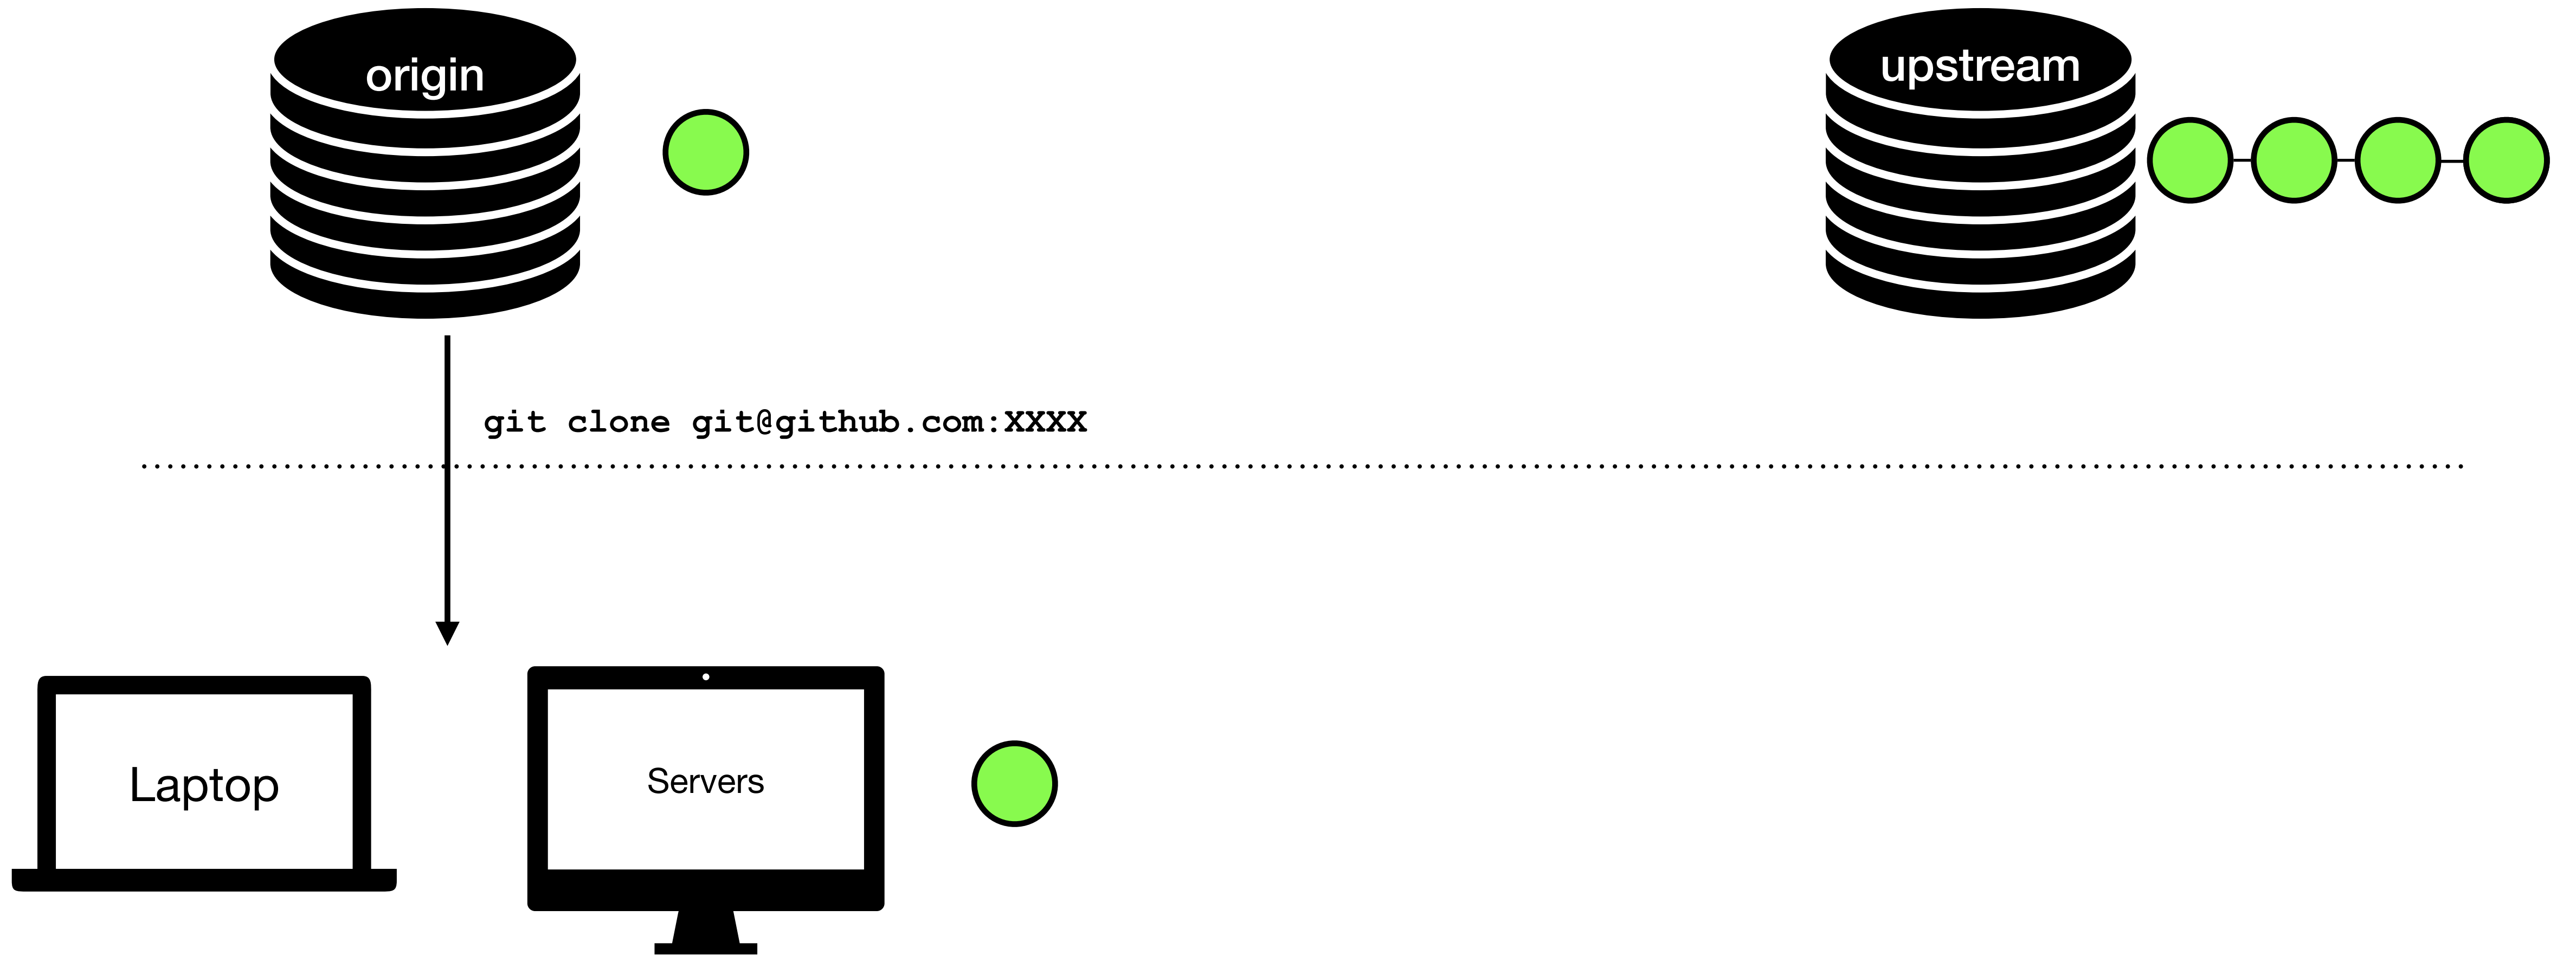 origin
upstream
git clone git@github.com:XXXX
Laptop
Servers